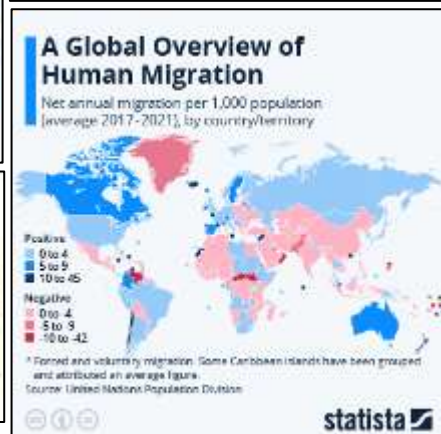 A Global Overview of
Human Migration
Net annual migration per 1,000 population
(average 2017-2021), by country/territory
Positive
0 to 4
5 to 9
10 to 45
Negative
0 to -4
-5 to -9
-10 to -42
* Forced and voluntary migration. Some Caribbean islands have been grouped
and attributed an average figure.
Source: United Nations Population Division
statista